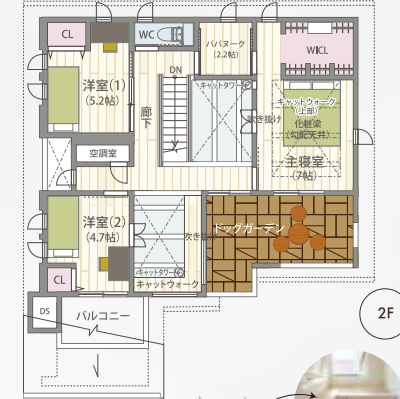 CL
WC
パパヌーク
(2.2帖)
WICL
洋室(1)
(5.2帖)
DN
廊下
キャットタワー
吹き抜け
キャットウォーク
(上部)
化粧梁
(勾配天井)
主寝室
(7帖)
空調室
洋室(2)
(4.7帖)
吹き抜け
ドッグガーデン
CL
キャットタワー
キャットウォーク
DS
バルコニー
2F